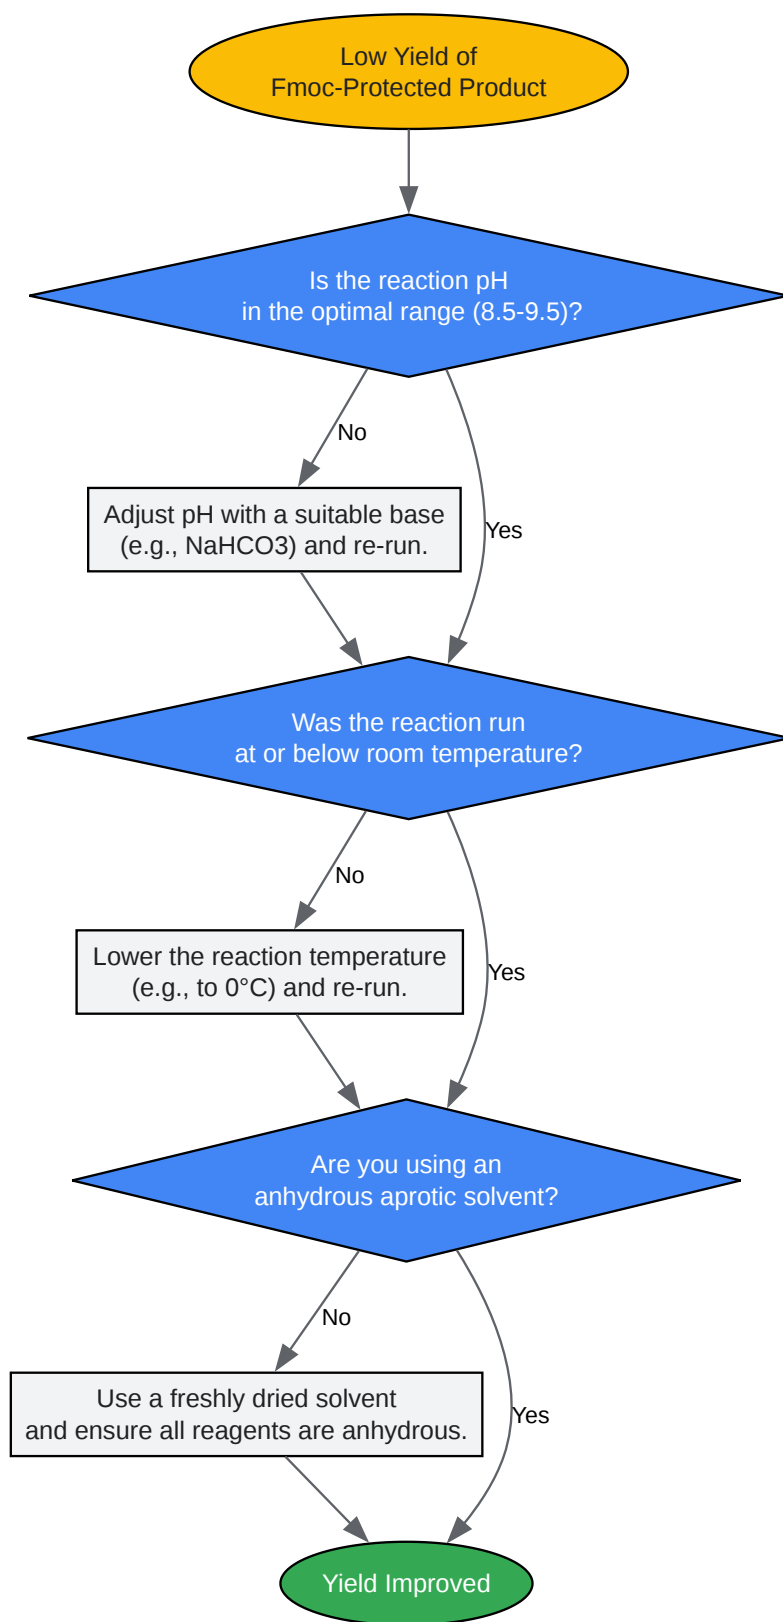 Low Yield of
Fmoc-Protected Product
Is the reaction pH
in the optimal range (8.5-9.5)?
No
Adjust pH with a suitable base
(e.g., NaHCO3) and re-run.
Yes
Was the reaction run
at or below room temperature?
No
Lower the reaction temperature
(e.g., to 0°C) and re-run.
Yes
Are you using an
anhydrous aprotic solvent?
No
Use a freshly dried solvent
and ensure all reagents are anhydrous.
Yes
Yield Improved